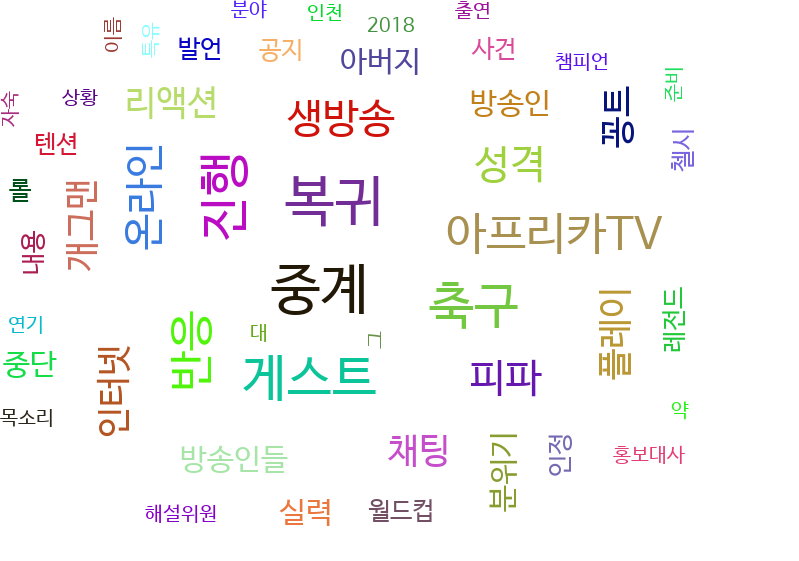 분야
인천
출연
2018
이름
특유
발언
공지
아버지
사건
챔피언
자숙
상황
리액션
생방송
방송인
꽁트
준비
텐션
온라인
진행
복귀
성격
첼시
롤
내용
개그맨
아프리카TV
중계
축구
플레이
레전드
연기
중단
반응
대
그
게스트
피파
인터넷
목소리
약
방송인들
채팅
분위기
인정
홍보대사
해설위원
실력
월드컵